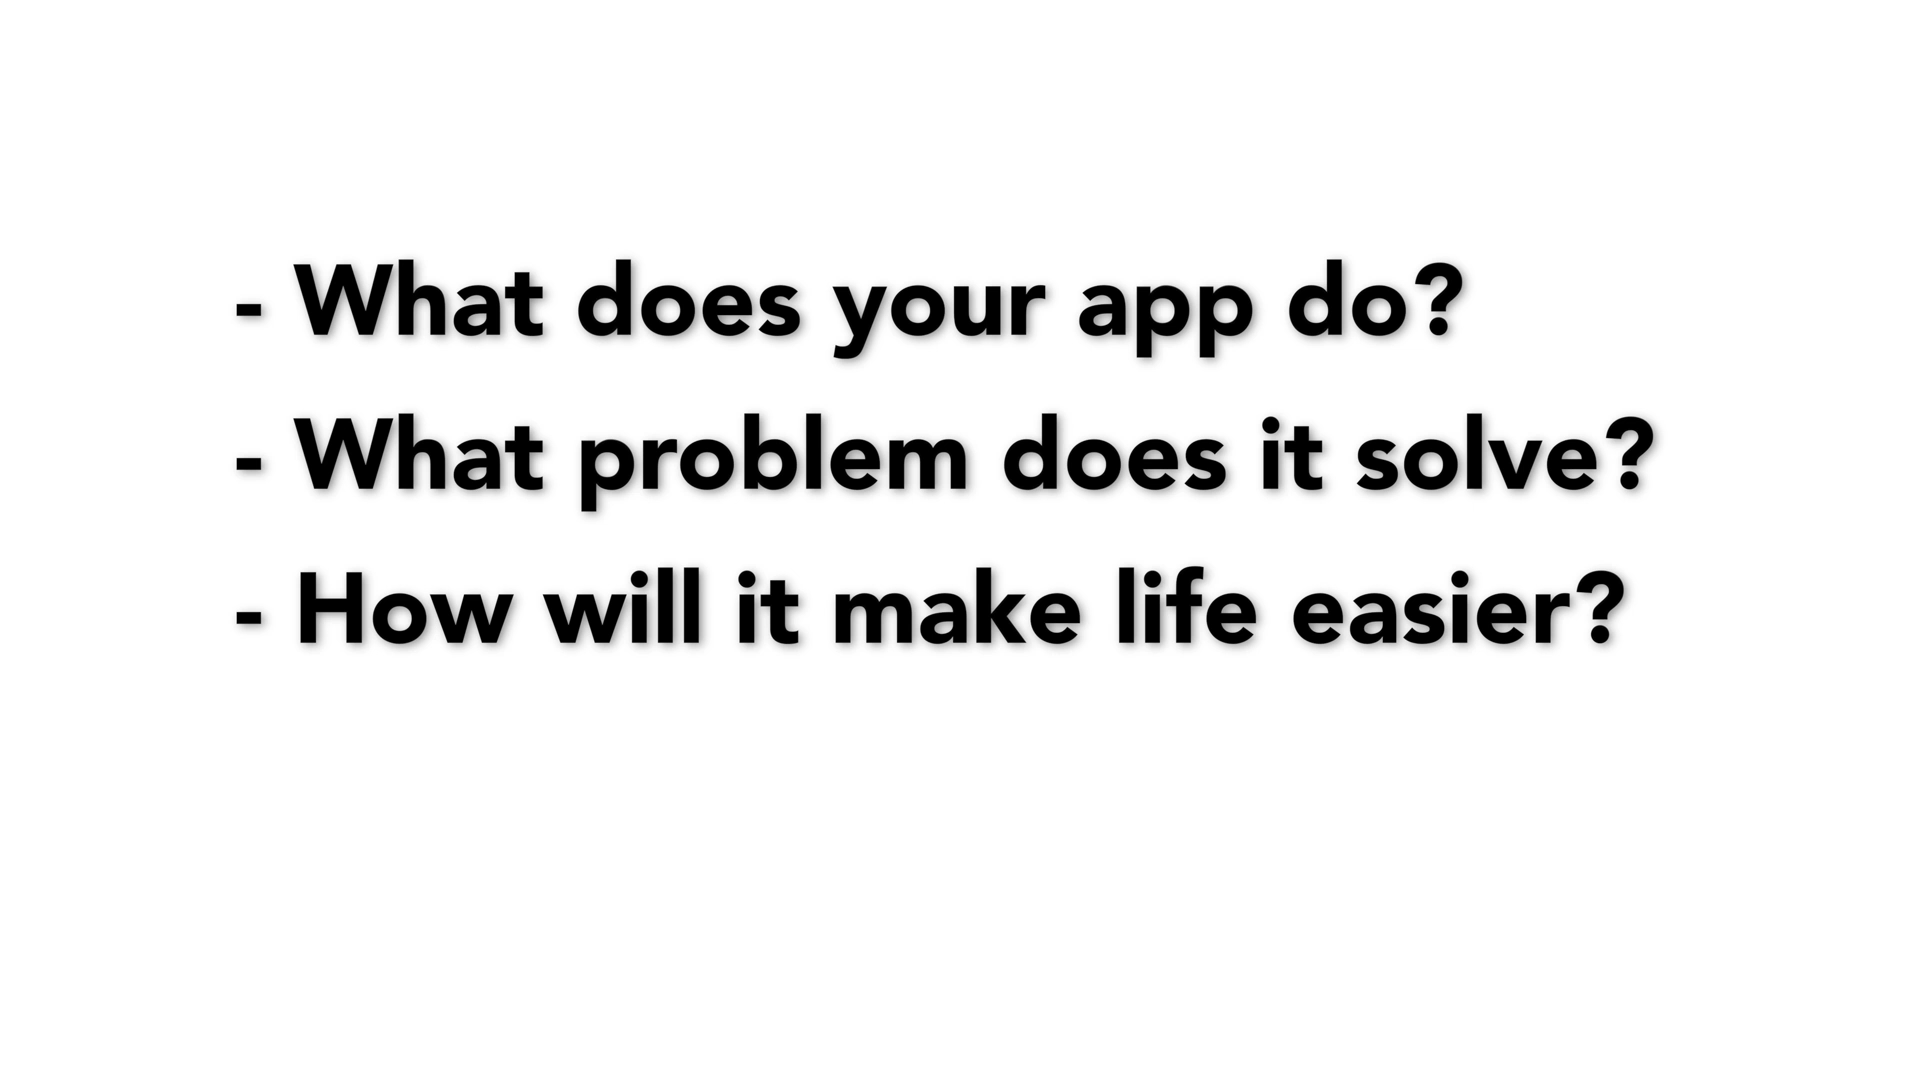 - What does your app do?
- What problem does it solve?
- How will it make life easier?